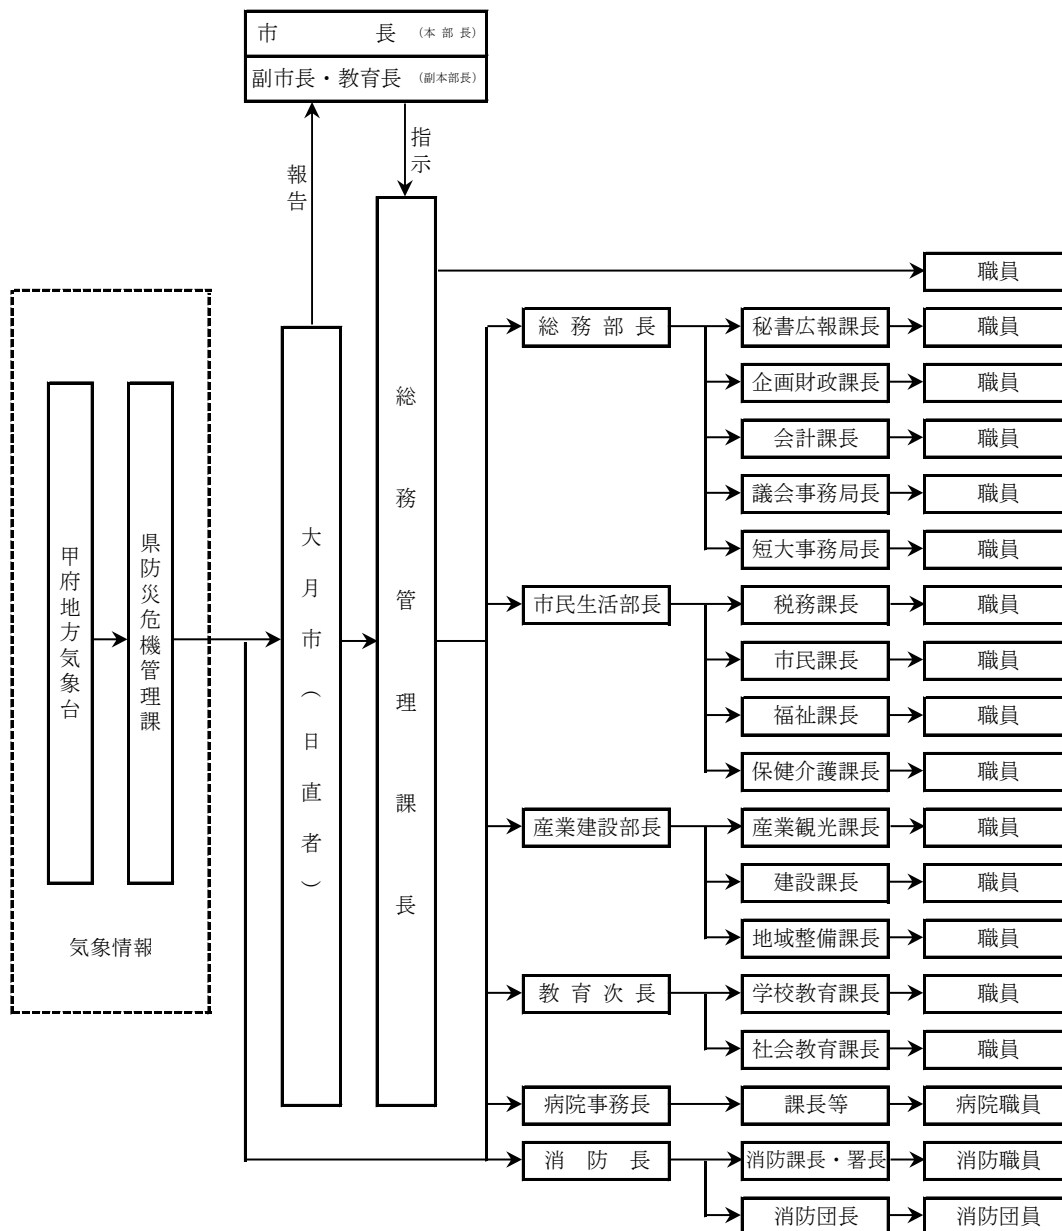 市　　　　長 (本 部 長)
副市長・教育長 (副本部長)
報告
指示
気象情報
甲府地方気象台
県防災危機管理課
大月市（日直者）
総務管理課長
職員
総務部長
秘書広報課長
職員
企画財政課長
職員
会計課長
職員
議会事務局長
職員
短大事務局長
職員
市民生活部長
税務課長
職員
市民課長
職員
福祉課長
職員
保健介護課長
職員
産業建設部長
産業観光課長
職員
建設課長
職員
地域整備課長
職員
教育次長
学校教育課長
職員
社会教育課長
職員
病院事務長
課長等
病院職員
消防長
消防課長・署長
消防職員
消防団長
消防団員